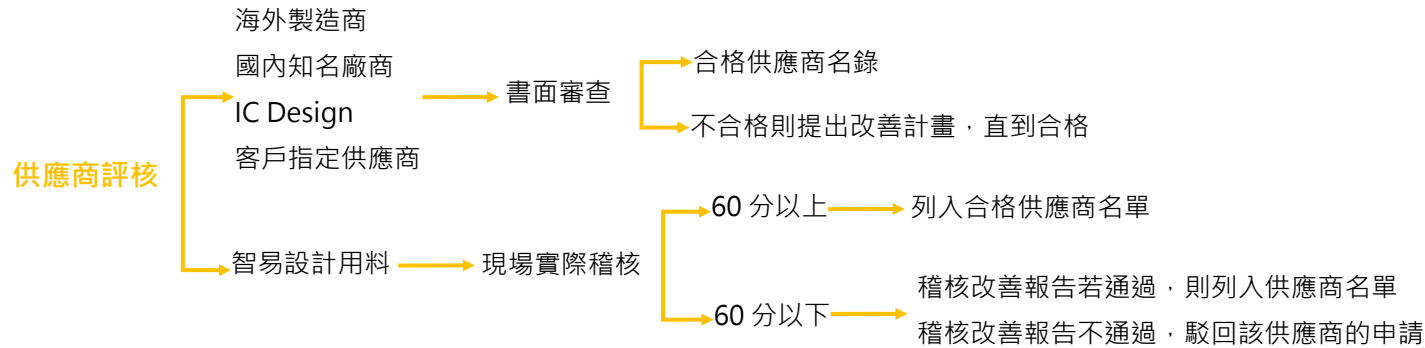 海外製造商
國內知名廠商
IC Design
客戶指定供應商
書面審查
合格供應商名錄
不合格則提出改善計畫，直到合格
供應商評核
智易設計用料
現場實際稽核
60 分以上
列入合格供應商名單
60 分以下
稽核改善報告若通過，則列入供應商名單
稽核改善報告不通過，駁回該供應商的申請